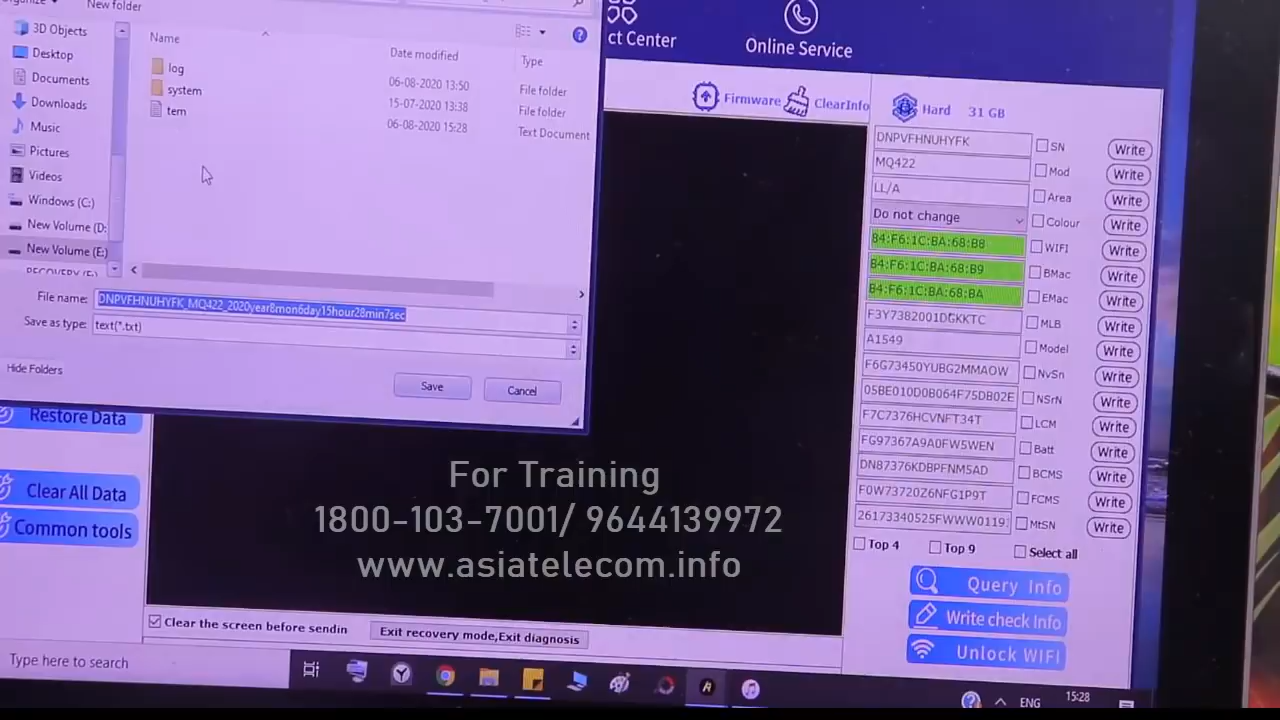 New folder
3D Objects
Desktop
Documents
Downloads
Music
Pictures
Videos
Windows (C:)
New Volume (D:
New Volume (E:)
Name
Date modified
Type
log
06-08-2020 13:50
File folder
system
15-07-2020 13:38
File folder
tem
06-08-2020 15:28
Text Document
File name:
DNPVFHNUHYFK_MQ422_2020year8mon6day15hour28min7sec
Save as type:
text(*.txt)
Hide Folders
Save
Cancel
ct Center
Online Service
Firmware
ClearInfo
Hard 31 GB
DNPVFHNUHYFK SN Write
MQ422 Mod Write
LL/A Area Write
Do not change Colour Write
B4:F6:1C:BA:68:B8 WIFI Write
B4:F6:1C:BA:68:B9 BMac Write
B4:F6:1C:BA:68:BA EMac Write
F3Y7382001DGKKTC MLB Write
A1549 Model Write
F6G73450YUBG2MMAOW NvSn Write
05BE010D0B064F75DB02E NSrN Write
F7C7376HCVNFT34T LCM Write
FG97367A9A0FW5WEN Batt Write
DN87376KDBPFNM5AD BCMS Write
F0W73720Z6NFG1P9T FCMS Write
26173340525FWWW0119 MtSN Write
Top 4
Top 9
Select all
Query Info
Write check Info
Unlock WIFI
Restore Data
Clear All Data
Common tools
For Training
1800-103-7001/ 9644139972
www.asiatelecom.info
Clear the screen before sendin
Exit recovery mode,Exit diagnosis
Type here to search
ENG
15:28